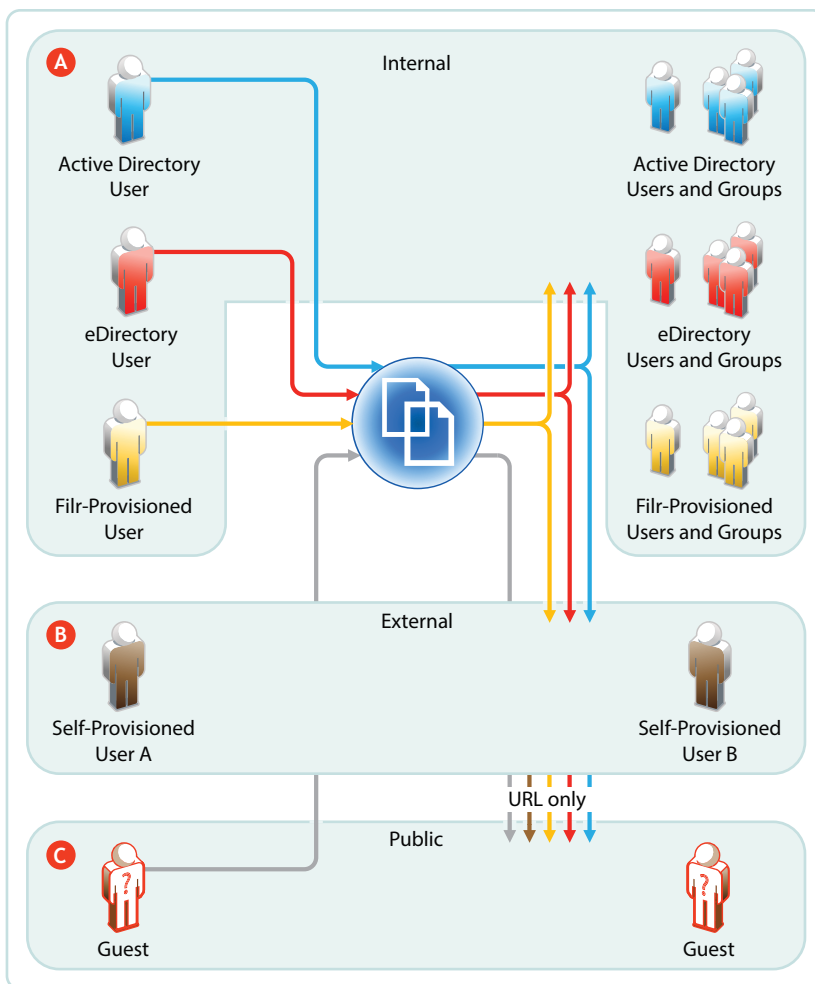 A
Internal
Active Directory
User
Active Directory
Users and Groups
eDirectory
User
eDirectory
Users and Groups
Filr-Provisioned
User
Filr-Provisioned
Users and Groups
B
External
Self-Provisioned
User A
Self-Provisioned
User B
URL only
C
Public
?
?
Guest
Guest